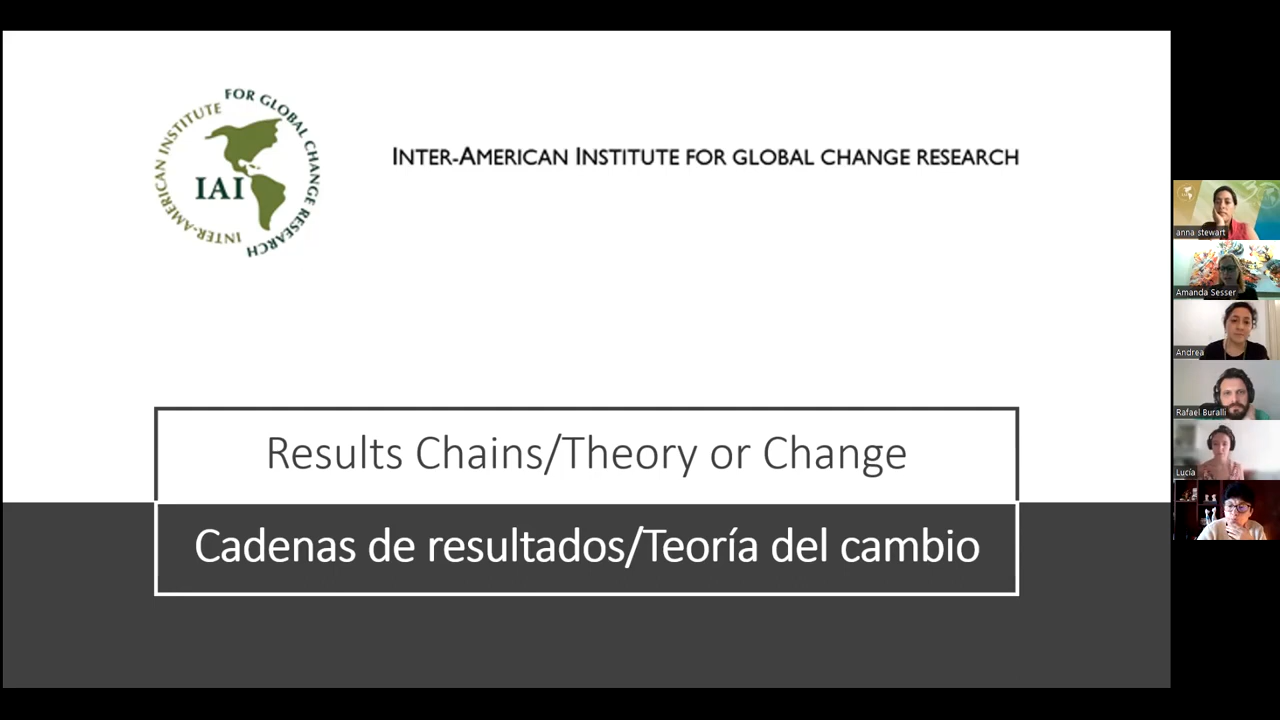 INTER-AMERICAN INSTITUTE FOR GLOBAL CHANGE RESEARCH
IAI
INTER-AMERICAN INSTITUTE FOR GLOBAL CHANGE RESEARCH
Results Chains/Theory or Change
Cadenas de resultados/Teoría del cambio
anna stewart
Amanda Sesser
Andrea
Rafael Buralli
Lucía